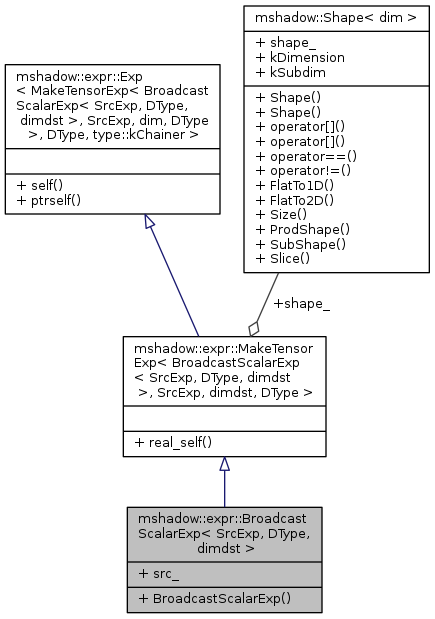 mshadow::Shape< dim >
+ shape_
+ kDimension
+ kSubdim
+ Shape()
+ Shape()
+ operator[]()
+ operator[]()
+ operator==()
+ operator!=()
+ FlatTo1D()
+ FlatTo2D()
+ Size()
+ ProdShape()
+ SubShape()
+ Slice()
mshadow::expr::Exp
< MakeTensorExp< Broadcast
ScalarExp< SrcExp, DType,
dimdst >, SrcExp, dim, DType
>, DType, type::kChainer >
+ self()
+ ptrself()
+shape_
mshadow::expr::MakeTensor
Exp< BroadcastScalarExp
< SrcExp, DType, dimdst
>, SrcExp, dimdst, DType >
+ real_self()
mshadow::expr::Broadcast
ScalarExp< SrcExp, DType,
dimdst >
+ src_
+ BroadcastScalarExp()